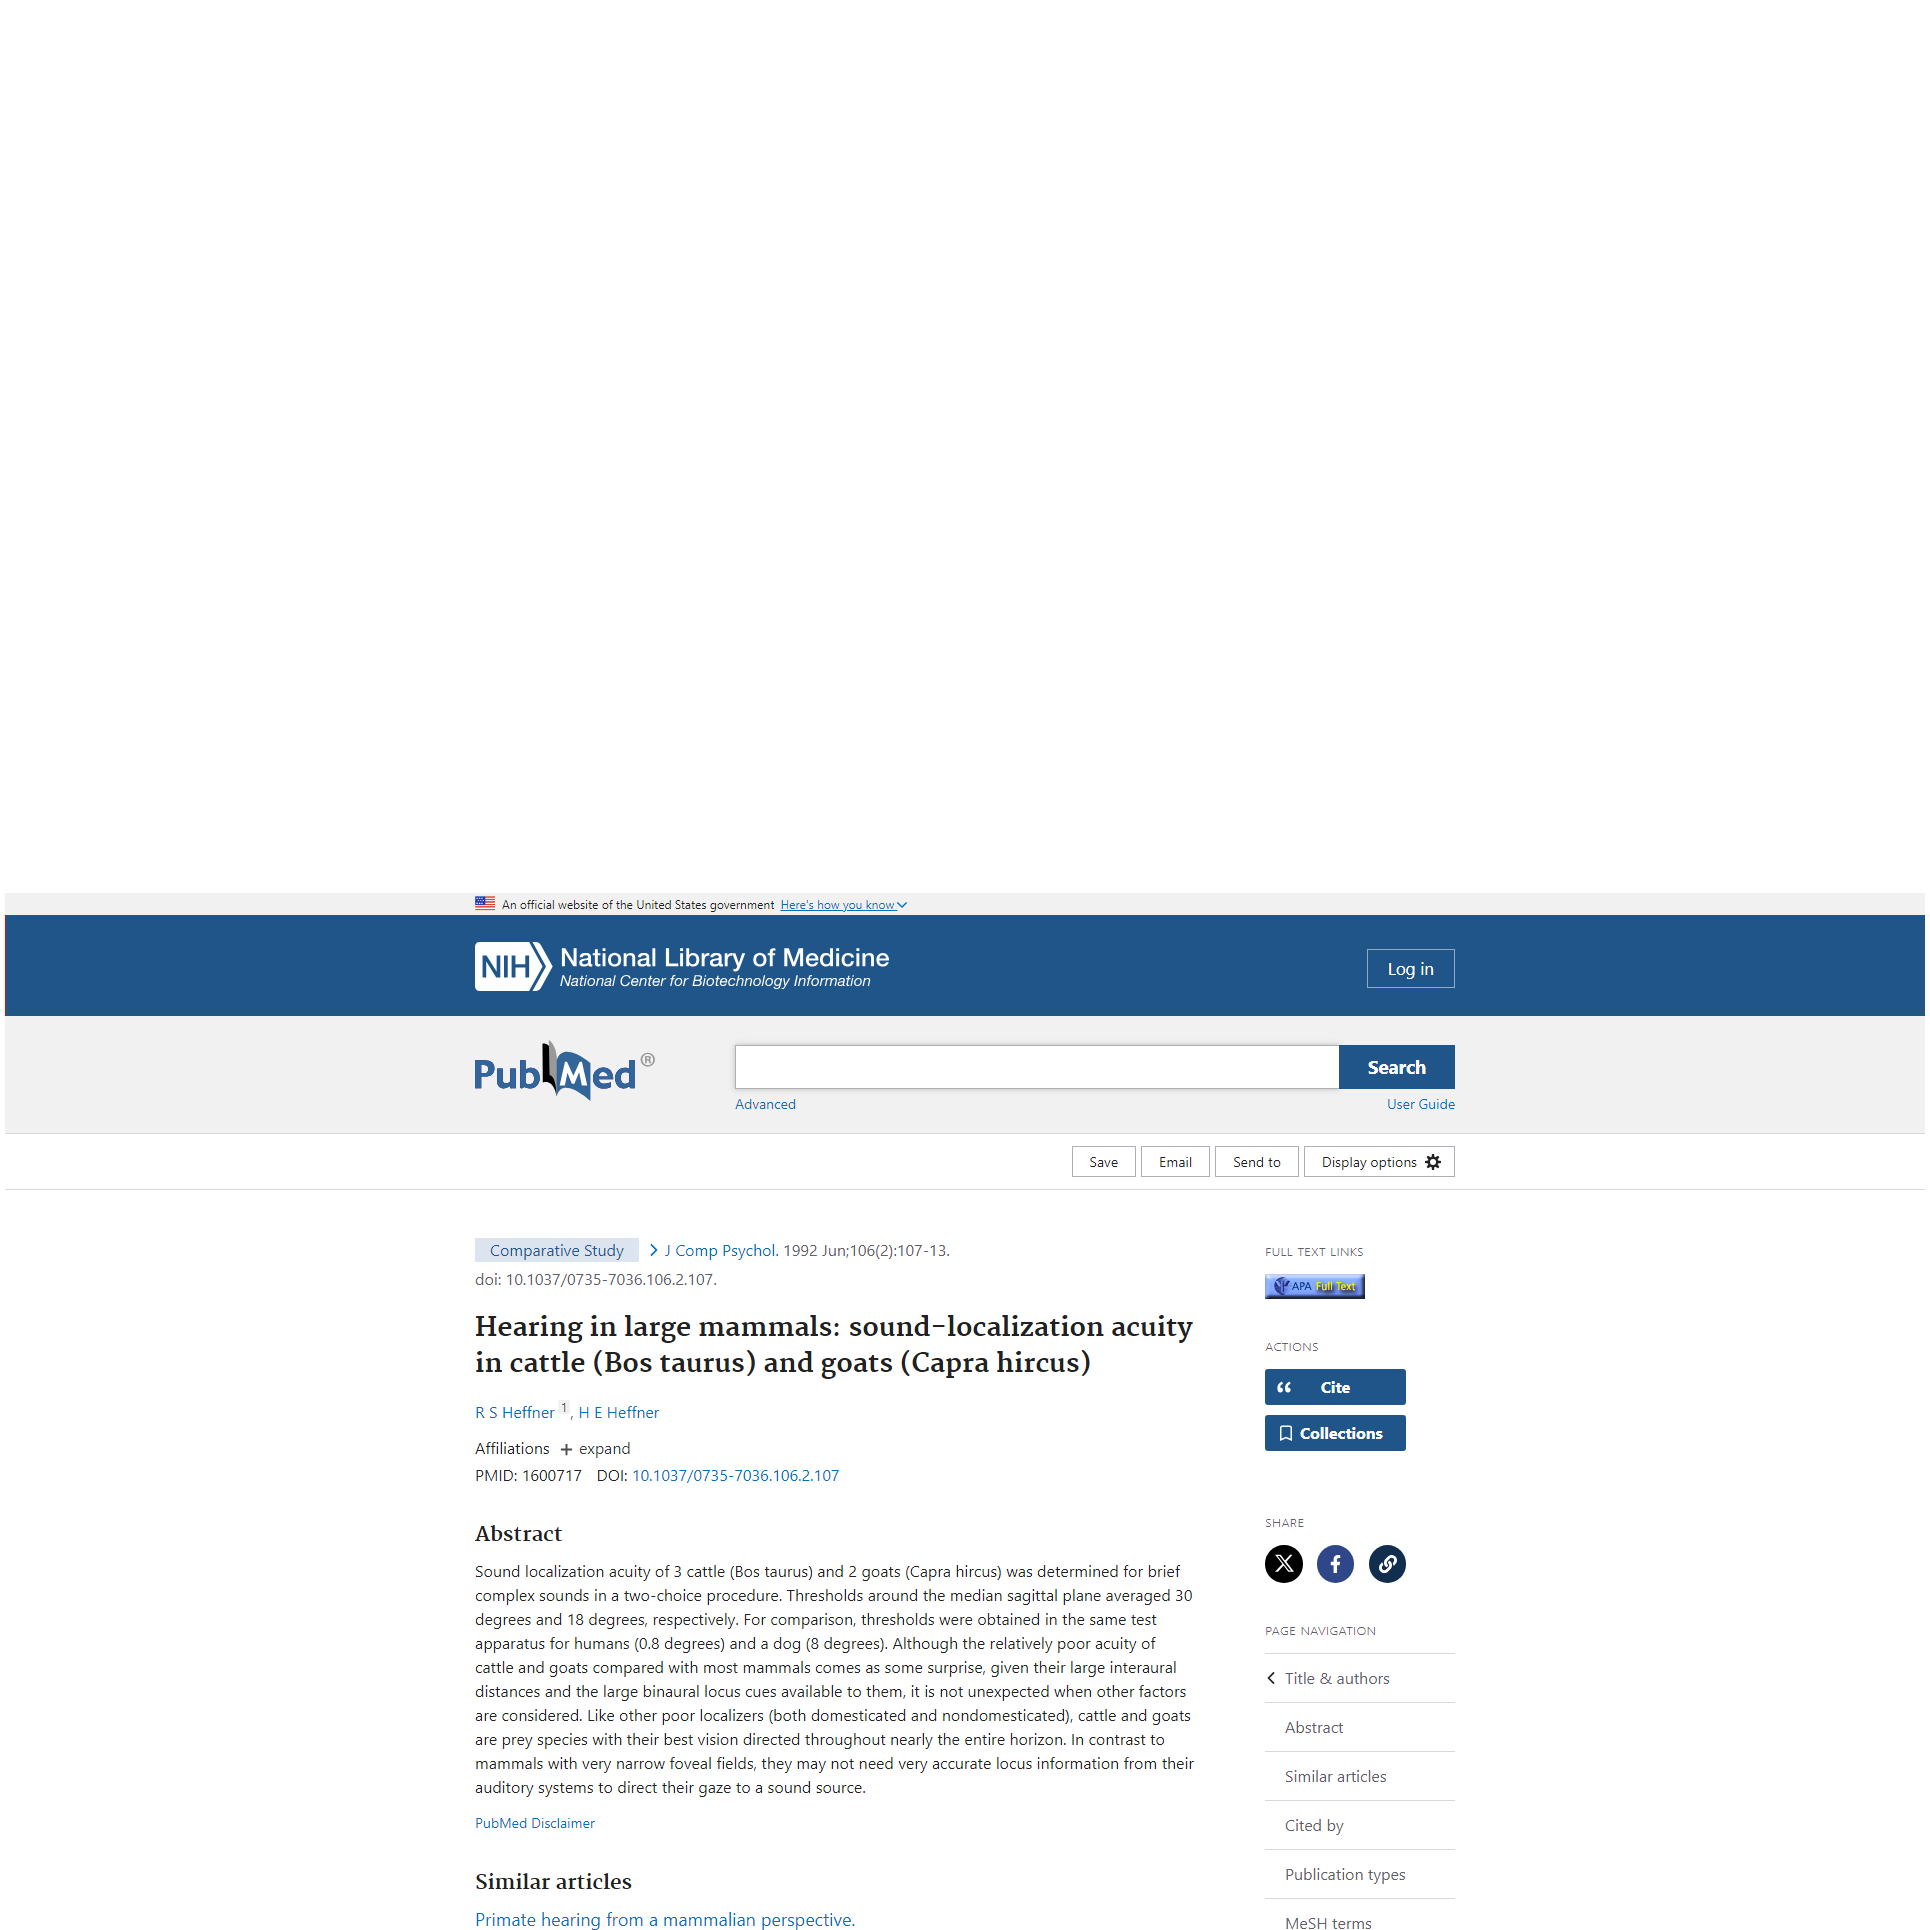 An official website of the United States government Here's how you know
NIH National Library of Medicine
National Center for Biotechnology Information
Log in
PubMed®
Search
Advanced
User Guide
Save
Email
Send to
Display options
Comparative Study
J Comp Psychol. 1992 Jun;106(2):107-13.
doi: 10.1037/0735-7036.106.2.107.
Hearing in large mammals: sound-localization acuity
in cattle (Bos taurus) and goats (Capra hircus)
R S Heffner 1, H E Heffner
Affiliations + expand
PMID: 1600717 DOI: 10.1037/0735-7036.106.2.107
Abstract
Sound localization acuity of 3 cattle (Bos taurus) and 2 goats (Capra hircus) was determined for brief
complex sounds in a two-choice procedure. Thresholds around the median sagittal plane averaged 30
degrees and 18 degrees, respectively. For comparison, thresholds were obtained in the same test
apparatus for humans (0.8 degrees) and a dog (8 degrees). Although the relatively poor acuity of
cattle and goats compared with most mammals comes as some surprise, given their large interaural
distances and the large binaural locus cues available to them, it is not unexpected when other factors
are considered. Like other poor localizers (both domesticated and nondomesticated), cattle and goats
are prey species with their best vision directed throughout nearly the entire horizon. In contrast to
mammals with very narrow foveal fields, they may not need very accurate locus information from their
auditory systems to direct their gaze to a sound source.
PubMed Disclaimer
Similar articles
Primate hearing from a mammalian perspective.
FULL TEXT LINKS
APA Full Text
ACTIONS
Cite
Collections
SHARE
PAGE NAVIGATION
Title & authors
Abstract
Similar articles
Cited by
Publication types
MeSH terms